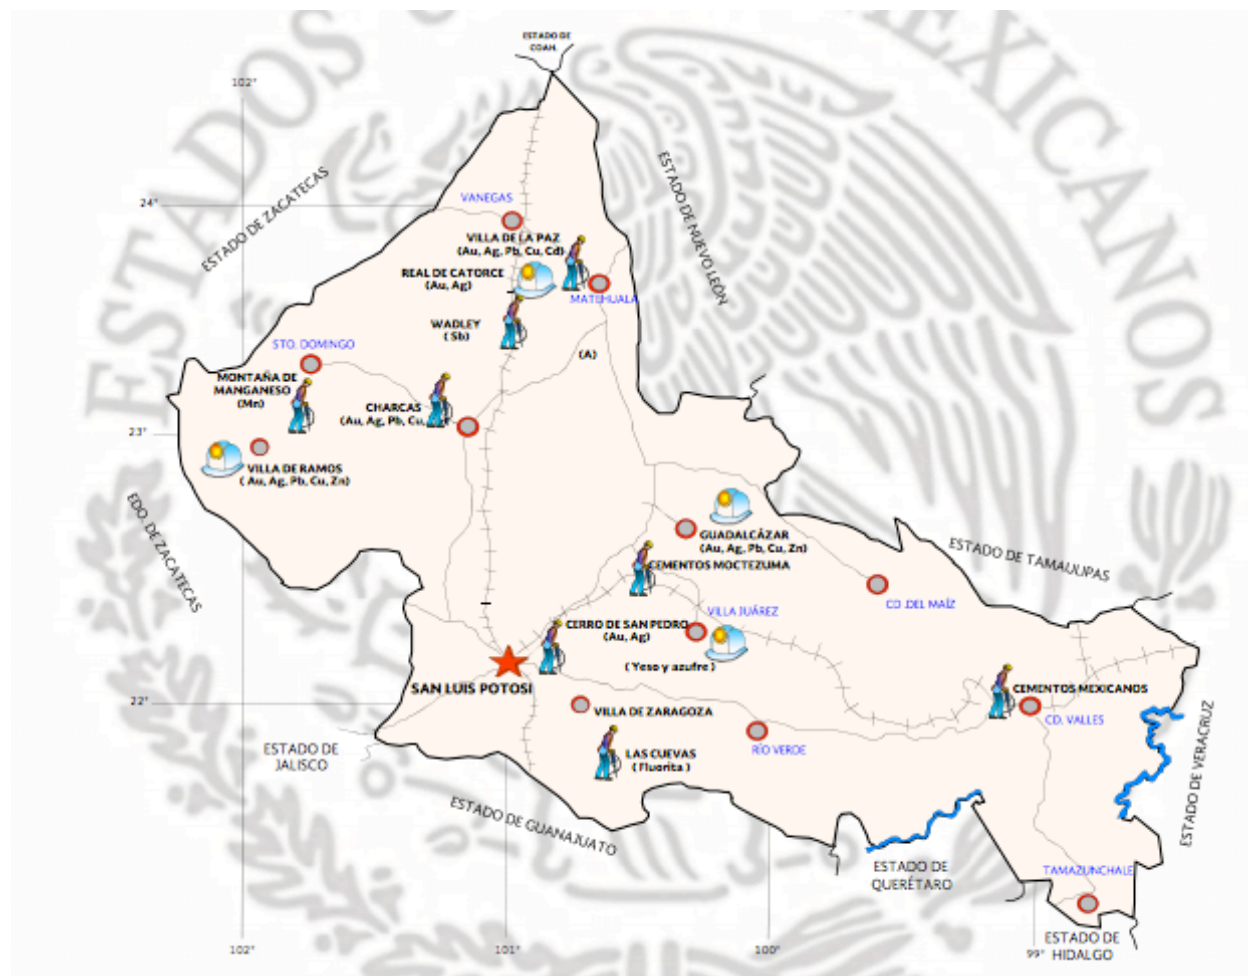 ESTADOS
MEXICANOS
ESTADO DE
COAH.
102°
ESTADO DE ZACATECAS
ESTADO DE NUEVO LEÓN
24°
VANEGAS
VILLA DE LA PAZ
(Au, Ag, Pb, Cu, Cd)
REAL DE CATORCE
(Au, Ag)
MATEHUALA
WADLEY
( Sb)
STO. DOMINGO
(A)
MONTAÑA DE
MANGANESO
(Mn)
CHARCAS
(Au, Ag, Pb, Cu,
23°
VILLA DE RAMOS
( Au, Ag, Pb, Cu, Zn)
EDO. DE ZACATECAS
GUADALCÁZAR
(Au, Ag, Pb, Cu, Zn)
ESTADO DE TAMAULIPAS
CEMENTOS MOCTEZUMA
CD .DEL MAÍZ
VILLA JUÁREZ
CERRO DE SAN PEDRO
(Au, Ag)
( Yeso y azufre )
SAN LUIS POTOSI
CEMENTOS MEXICANOS
22°
VILLA DE ZARAGOZA
CD. VALLES
ESTADO DE
JALISCO
RÍO VERDE
LAS CUEVAS
( Fluorita )
ESTADO DE VERACRUZ
ESTADO DE GUANAJUATO
ESTADO DE
QUERÉTARO
TAMAZUNCHALE
ESTADO DE
HIDALGO
102°
101°
100°
99°